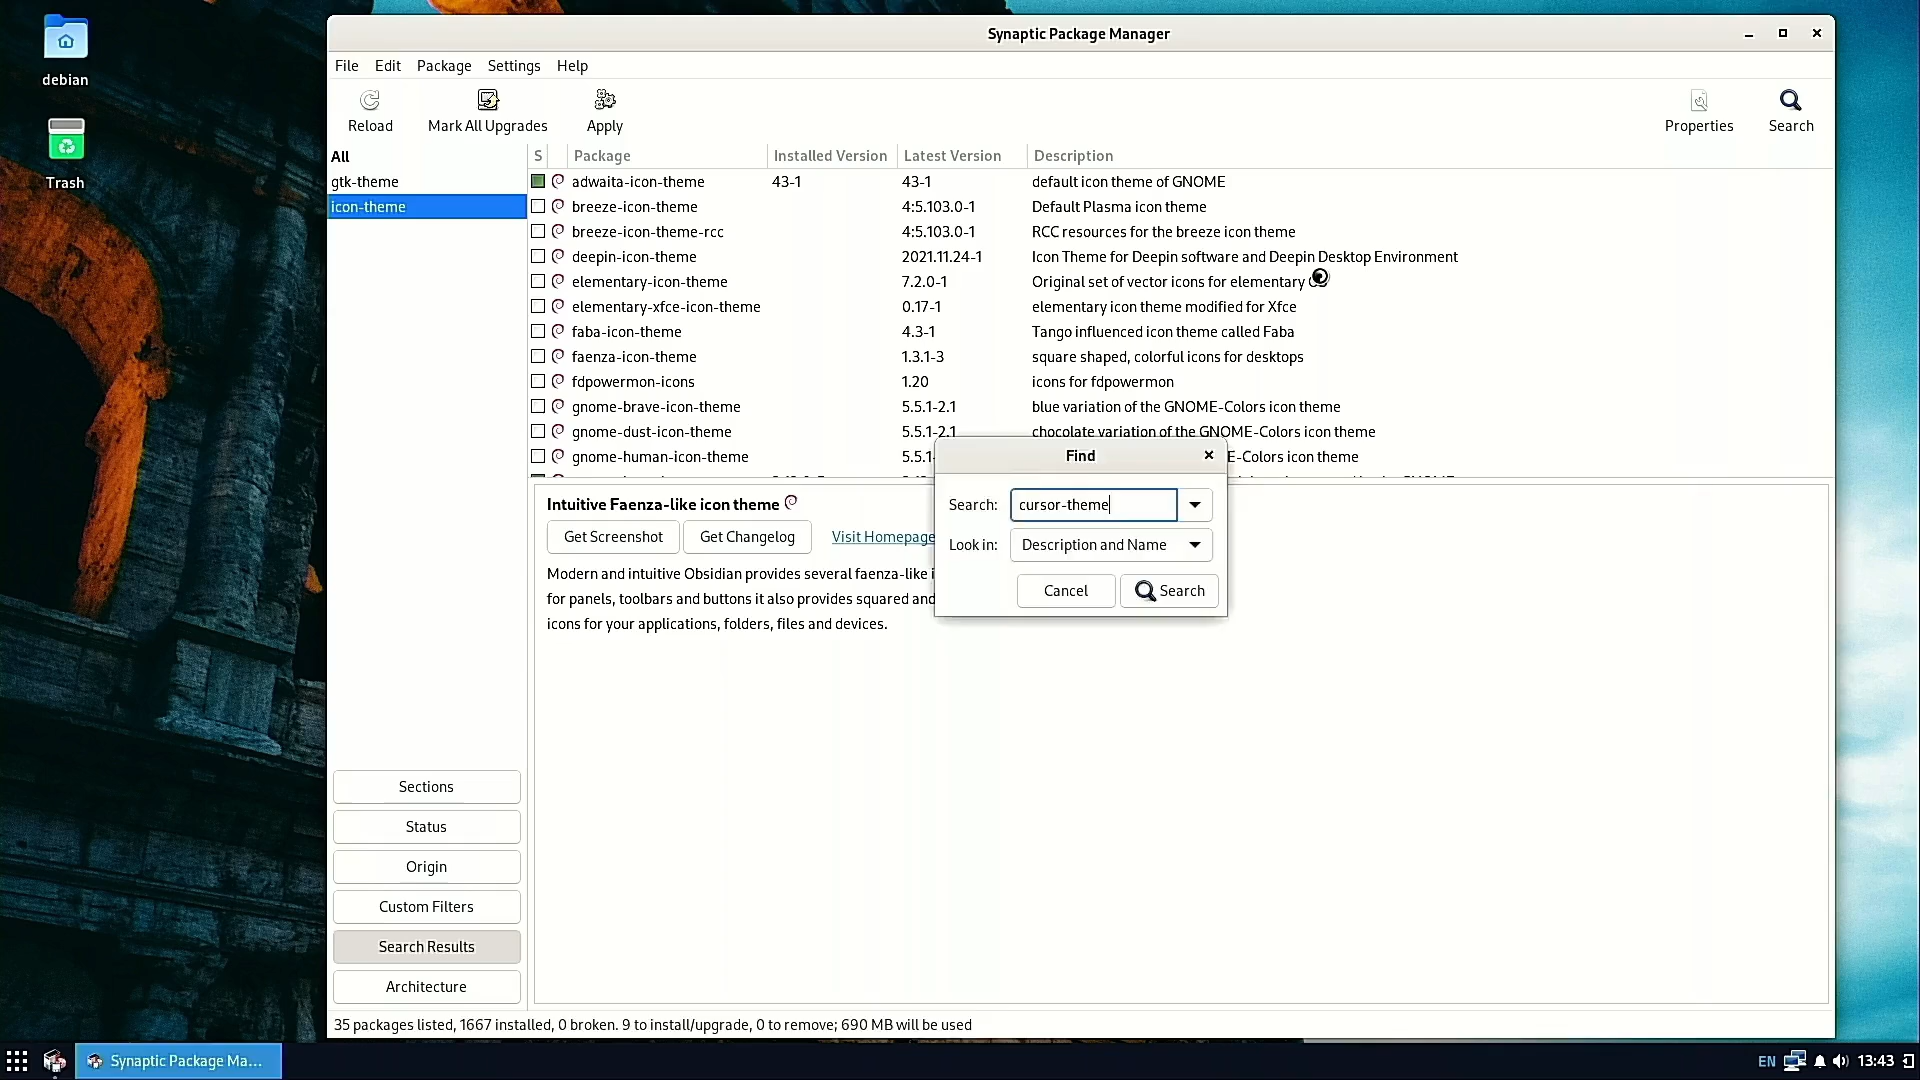 debian
Trash
Synaptic Package Manager
File Edit Package Settings Help
Reload Mark All Upgrades Apply Properties Search
All
gtk-theme
icon-theme
S Package Installed Version Latest Version Description
adwaita-icon-theme 43-1 43-1 default icon theme of GNOME
breeze-icon-theme 4:5.103.0-1 Default Plasma icon theme
breeze-icon-theme-rcc 4:5.103.0-1 RCC resources for the breeze icon theme
deepin-icon-theme 2021.11.24-1 Icon Theme for Deepin software and Deepin Desktop Environment
elementary-icon-theme 7.2.0-1 Original set of vector icons for elementary
elementary-xfce-icon-theme 0.17-1 elementary icon theme modified for Xfce
faba-icon-theme 4.3-1 Tango influenced icon theme called Faba
faenza-icon-theme 1.3.1-3 square shaped, colorful icons for desktops
fdpowermon-icons 1.20 icons for fdpowermon
gnome-brave-icon-theme 5.5.1-2.1 blue variation of the GNOME-Colors icon theme
gnome-dust-icon-theme 5.5.1-2.1 chocolate variation of the GNOME-Colors icon theme
gnome-human-icon-theme 5.5.1- E-Colors icon theme
Find
Search: cursor-theme
Look in: Description and Name
Cancel Search
Intuitive Faenza-like icon theme
Get Screenshot Get Changelog Visit Homepage
Modern and intuitive Obsidian provides several faenza-like i
for panels, toolbars and buttons it also provides squared and
icons for your applications, folders, files and devices.
Sections
Status
Origin
Custom Filters
Search Results
Architecture
35 packages listed, 1667 installed, 0 broken. 9 to install/upgrade, 0 to remove; 690 MB will be used
Synaptic Package Ma... EN 13:43